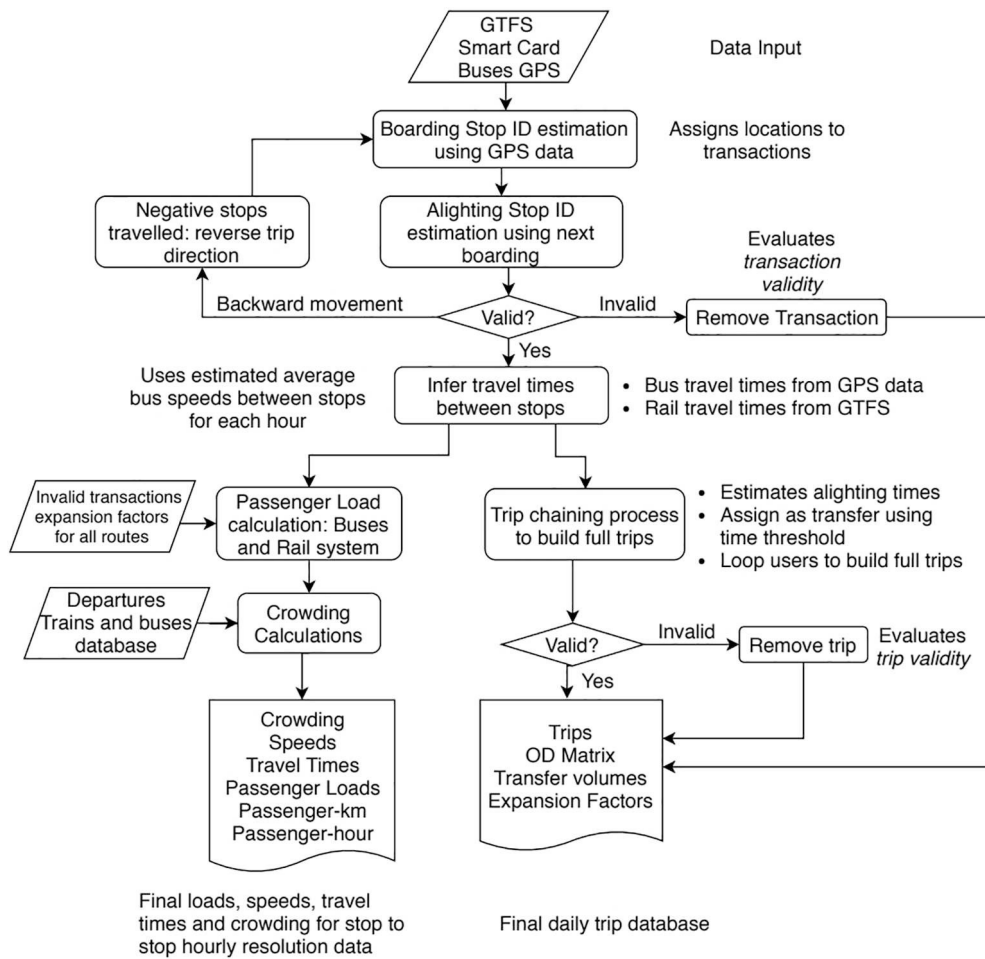 GTFS
Smart Card
Buses GPS
Data Input
Boarding Stop ID estimation
using GPS data
Assigns locations to
transactions
Negative stops
travelled: reverse trip
direction
Alighting Stop ID
estimation using next
boarding
Evaluates
transaction
validity
Backward movement
Valid?
Invalid
Remove Transaction
Yes
Uses estimated average
bus speeds between stops
for each hour
Infer travel times
between stops
• Bus travel times from GPS data
• Rail travel times from GTFS
Invalid transactions
expansion factors
for all routes
Passenger Load
calculation: Buses
and Rail system
Trip chaining process
to build full trips
• Estimates alighting times
• Assign as transfer using
time threshold
• Loop users to build full trips
Departures
Trains and buses
database
Crowding
Calculations
Valid?
Invalid
Remove trip
Evaluates
trip validity
Yes
Crowding
Speeds
Travel Times
Passenger Loads
Passenger-km
Passenger-hour
Trips
OD Matrix
Transfer volumes
Expansion Factors
Final loads, speeds, travel
times and crowding for stop to
stop hourly resolution data
Final daily trip database